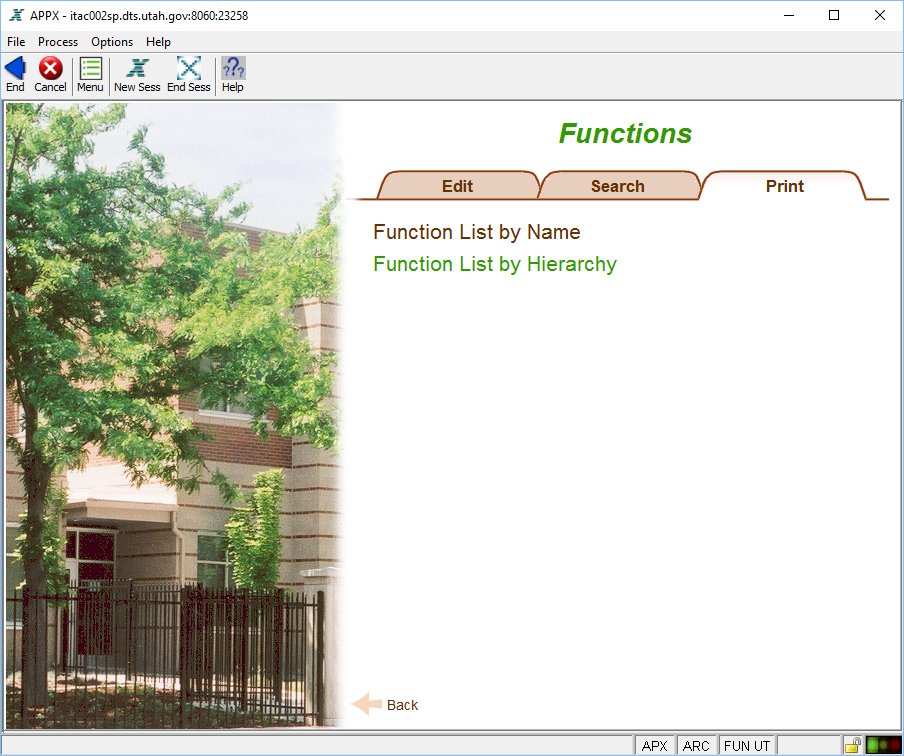 APPX - itac002sp.dts.utah.gov:8060:23258
File Process Options Help
End Cancel Menu New Sess End Sess Help
Functions
Edit Search Print
Function List by Name
Function List by Hierarchy
Back
APX ARC FUN UT